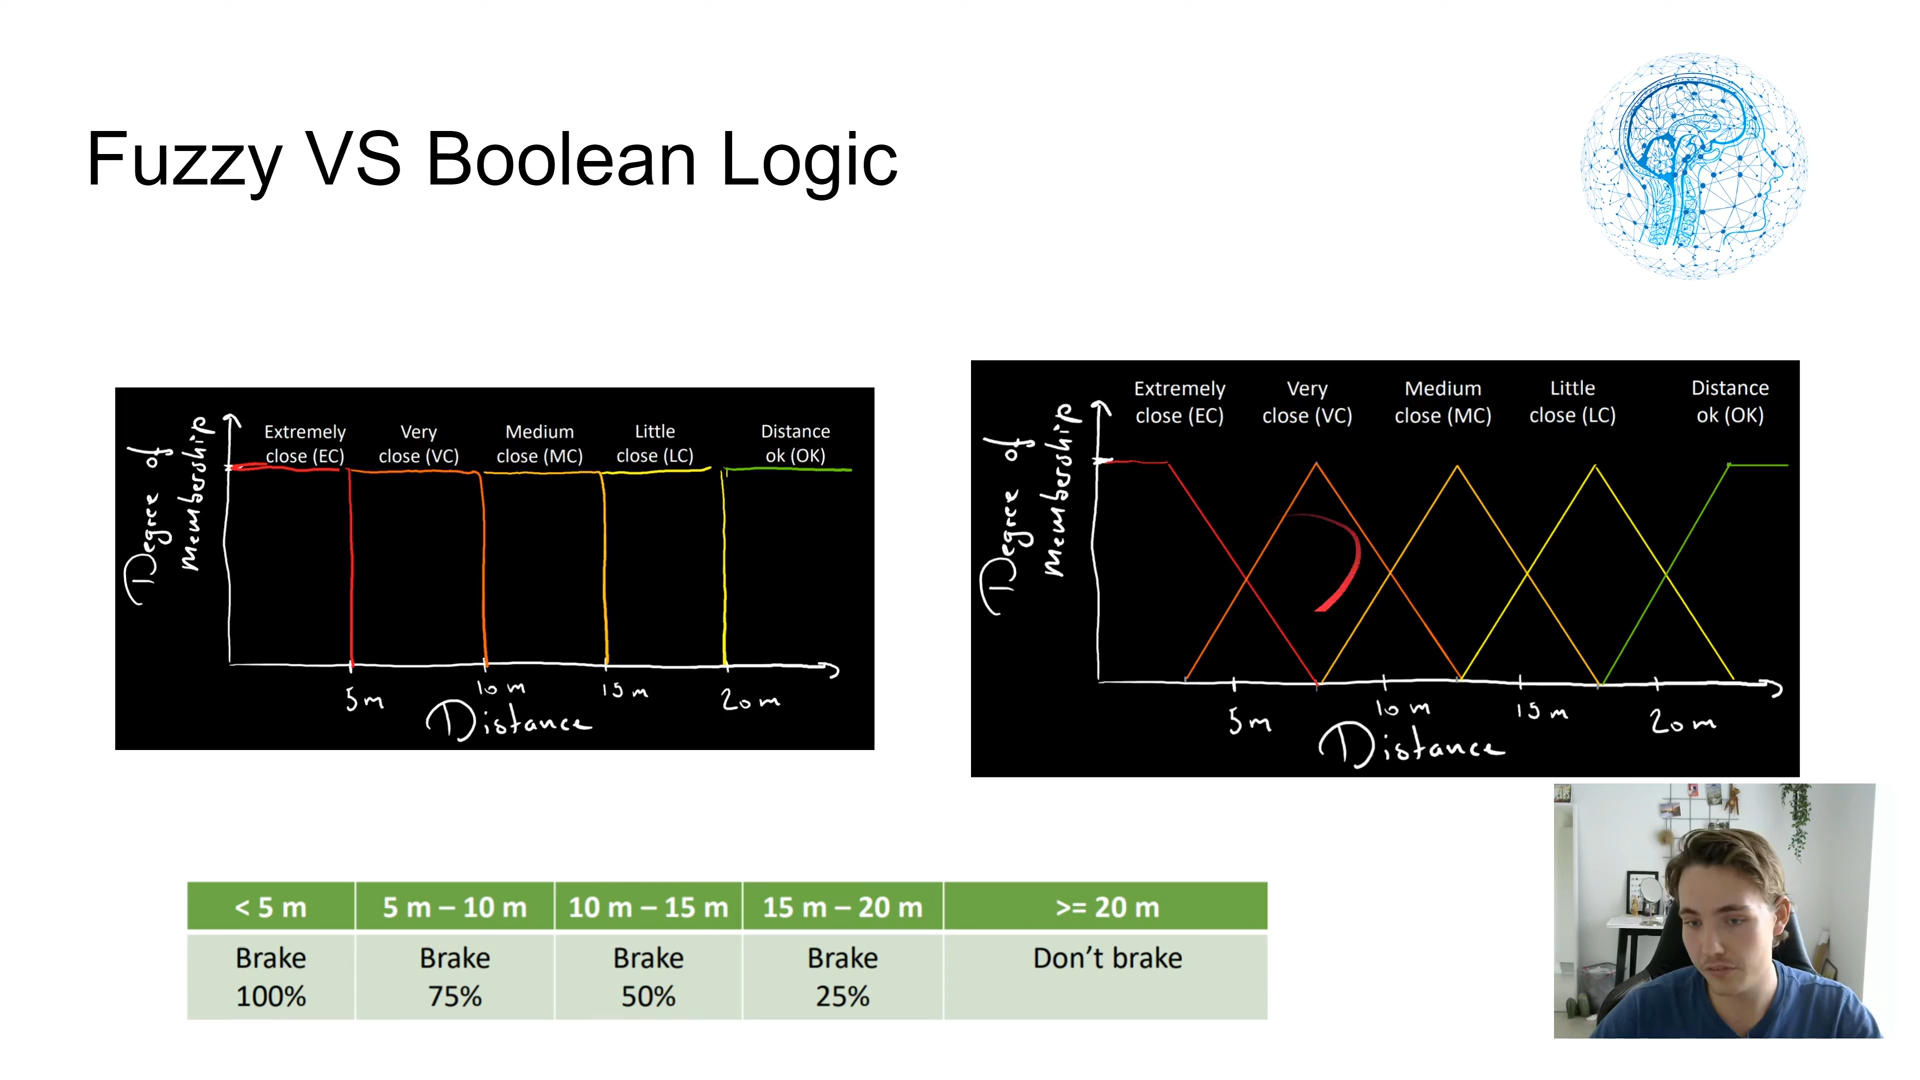 Fuzzy VS Boolean Logic
Degree of
Membership
Extremely
close (EC)
Very
close (VC)
Medium
close (MC)
Little
close (LC)
Distance
ok (OK)
5m
10 m
15 m
20 m
Distance
Degree of
Membership
Extremely
close (EC)
Very
close (VC)
Medium
close (MC)
Little
close (LC)
Distance
ok (OK)
5m
10 m
15 m
20 m
Distance
< 5 m
5 m – 10 m
10 m – 15 m
15 m – 20 m
>= 20 m
Brake
100%
Brake
75%
Brake
50%
Brake
25%
Don’t brake